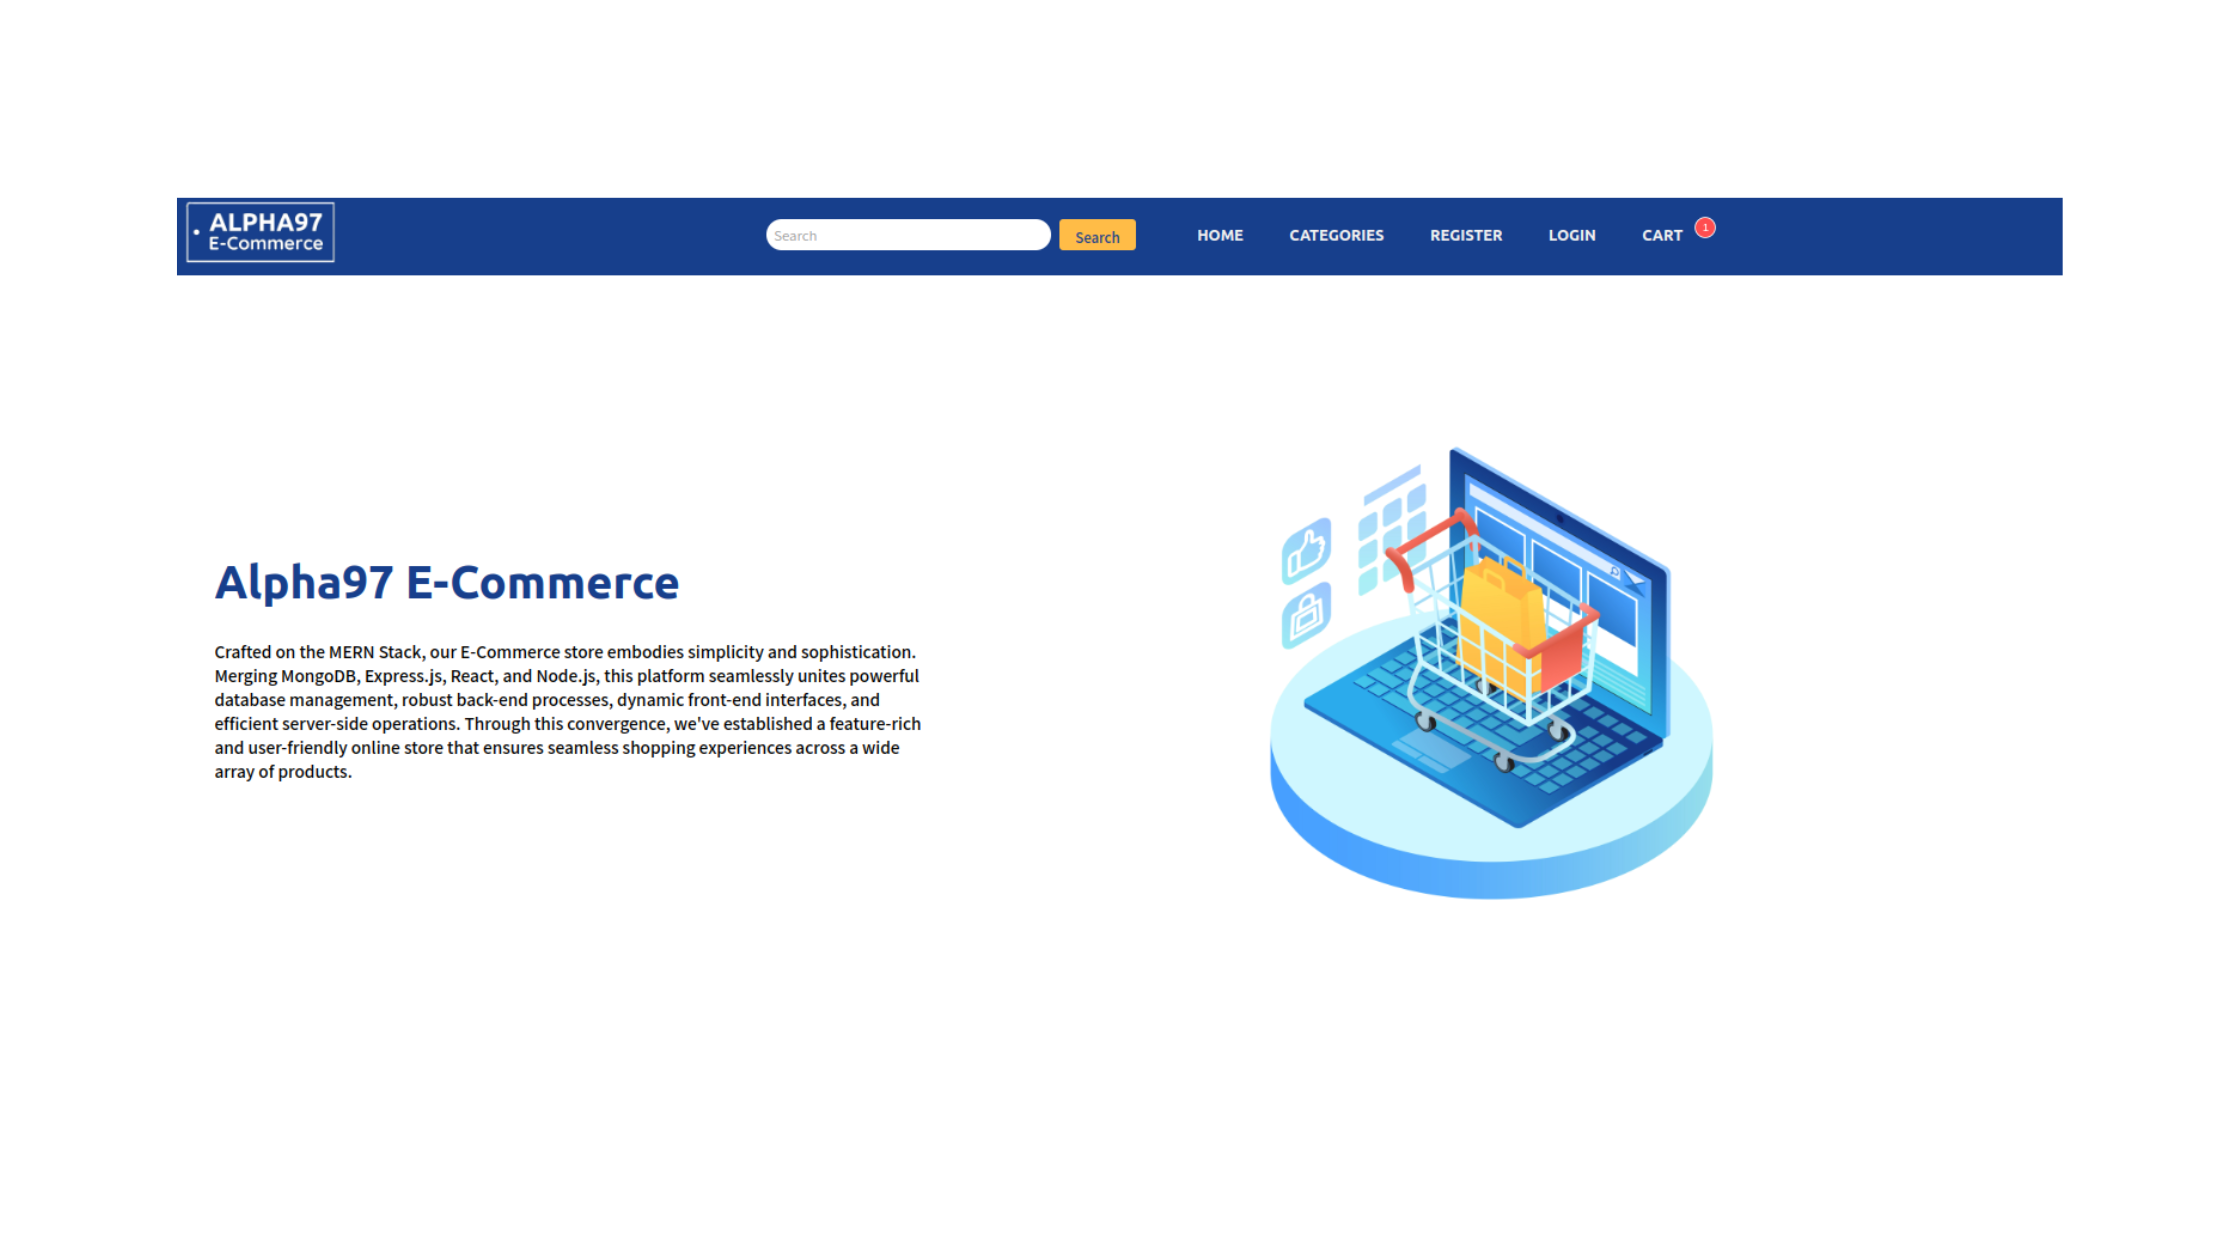 ALPHA97
E-Commerce
Search
Search
HOME
CATEGORIES
REGISTER
LOGIN
CART
1
Alpha97 E-Commerce
Crafted on the MERN Stack, our E-Commerce store embodies simplicity and sophistication.
Merging MongoDB, Express.js, React, and Node.js, this platform seamlessly unites powerful
database management, robust back-end processes, dynamic front-end interfaces, and
efficient server-side operations. Through this convergence, we've established a feature-rich
and user-friendly online store that ensures seamless shopping experiences across a wide
array of products.